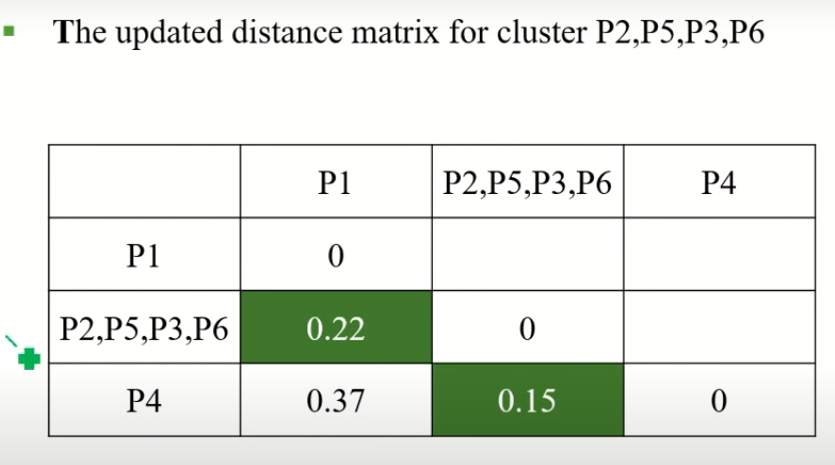 The updated distance matrix for cluster P2,P5,P3,P6
P1 P2,P5,P3,P6 P4
P1 0
P2,P5,P3,P6 0.22 0
P4 0.37 0.15 0